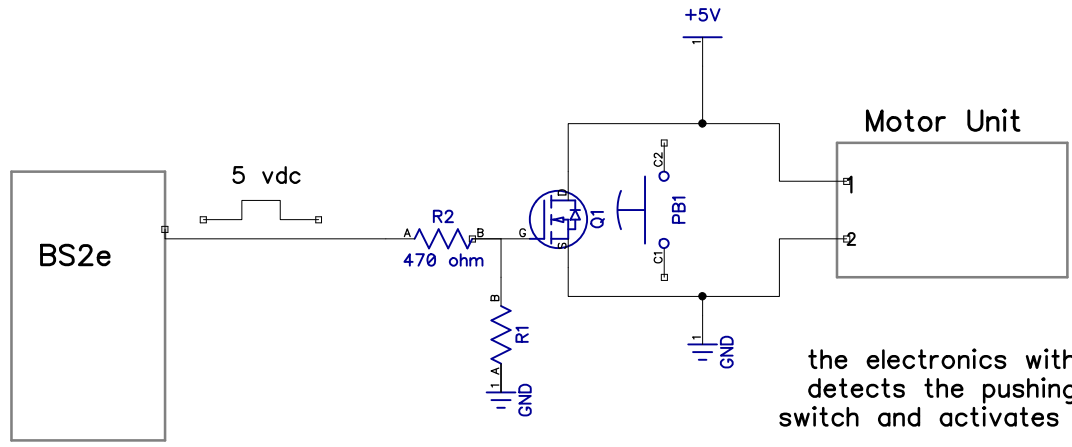 +5V
1
Motor Unit
5 vdc
C2
1
D
R2
Q1
PB1
A
B
G
2
S
BS2e
470 ohm
C1
B
R1
1
GND
A
the electronics with
1
GND
detects the pushing
switch and activates